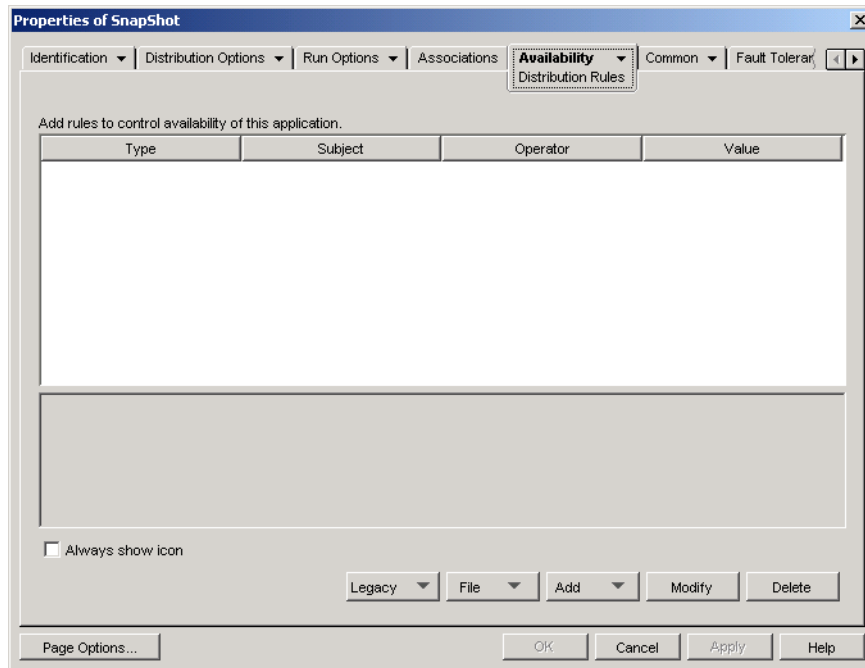 Properties of SnapShot
Identification Distribution Options Run Options Associations Availability Common Fault Toleran
Distribution Rules
Add rules to control availability of this application.
Type Subject Operator Value
Always show icon
Legacy File Add Modify Delete
Page Options... OK Cancel Apply Help